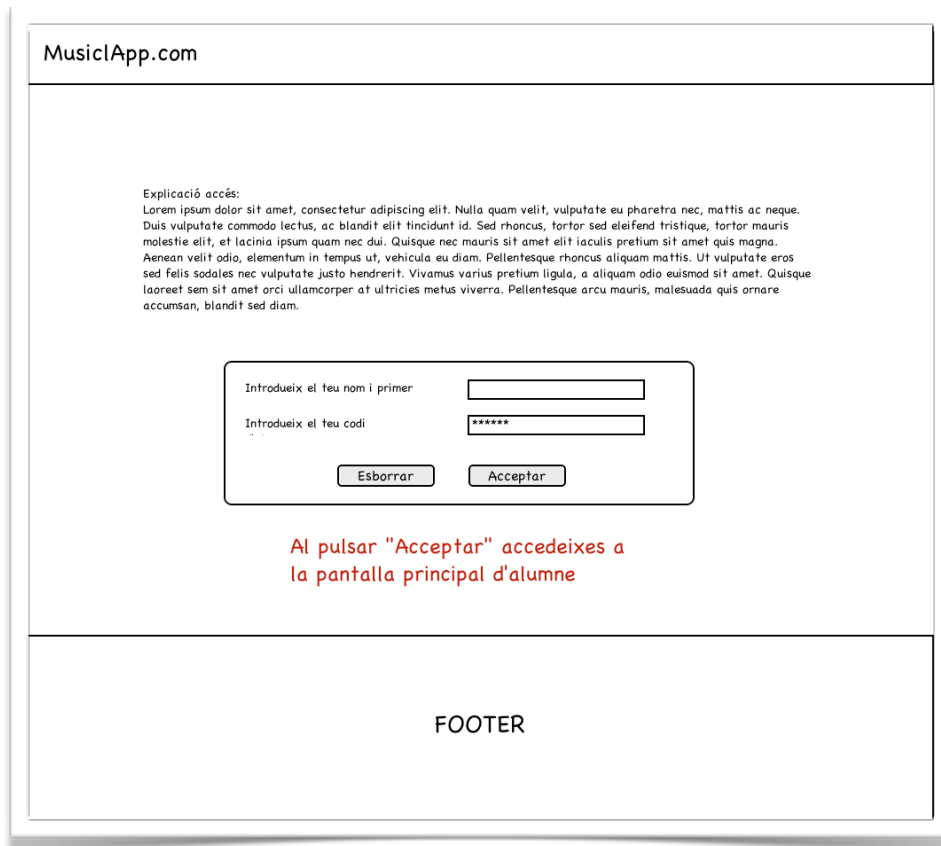 MusiclApp.com
Explicació accés:
Lorem ipsum dolor sit amet, consectetur adipiscing elit. Nulla quam velit, vulputate eu pharetra nec, mattis ac neque.
Duis vulputate commodo lectus, ac blandit elit tincidunt id. Sed rhoncus, tortor sed eleifend tristique, tortor mauris
molestie elit, et lacinia ipsum quam nec dui. Quisque nec mauris sit amet elit iaculis pretium sit amet quis magna.
Aenean velit odio, elementum in tempus ut, vehicula eu diam. Pellentesque rhoncus aliquam mattis. Ut vulputate eros
sed felis sodales nec vulputate justo hendrerit. Vivamus varius pretium ligula, a aliquam odio euismod sit amet. Quisque
laoreet sem sit amet orci ullamcorper at ultricies metus viverra. Pellentesque arcu mauris, malesuada quis ornare
accumsan, blandit sed diam.
Introdueix el teu nom i primer
Introdueix el teu codi
******
Esborrar
Acceptar
Al pulsar "Acceptar" accedeixes a
la pantalla principal d'alumne
FOOTER